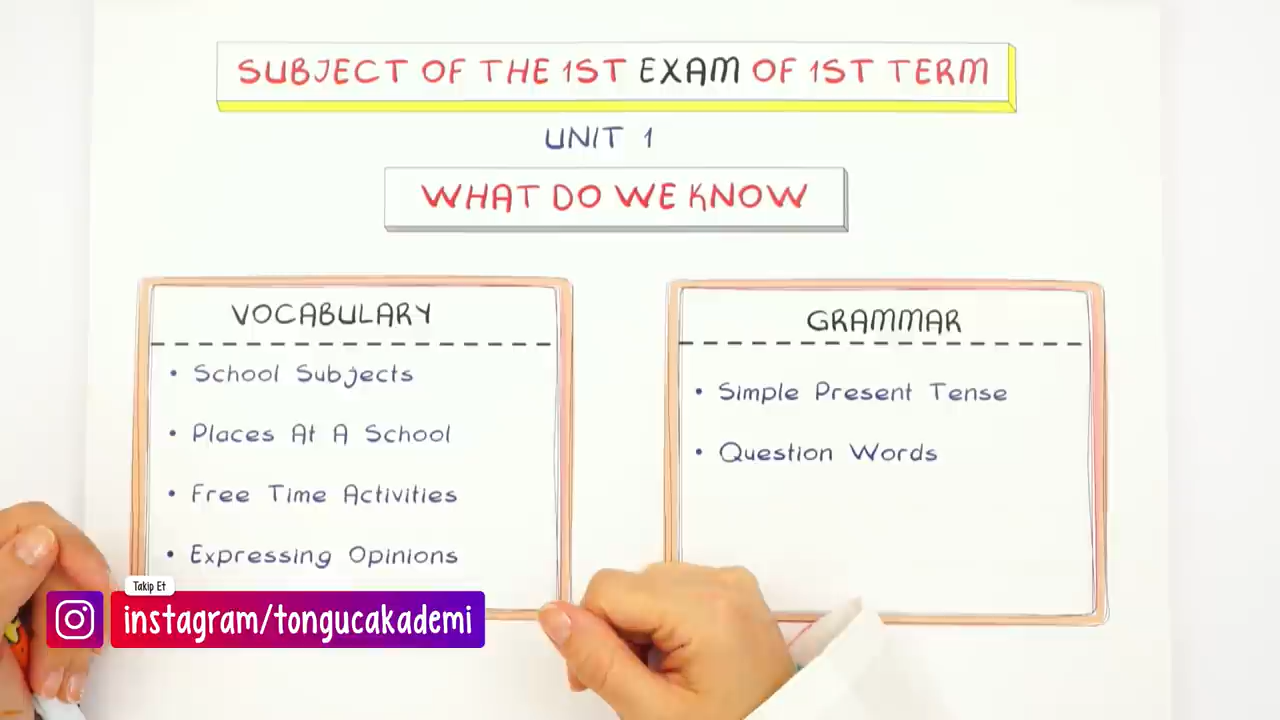 SUBJECT OF THE 1ST EXAM OF 1ST TERM
UNIT 1
WHAT DO WE KNOW
VOCABULARY
• School Subjects
• Places At A School
• Free Time Activities
• Expressing Opinions
GRAMMAR
• Simple Present Tense
• Question Words
Takip Et
instagram/tongucakademi